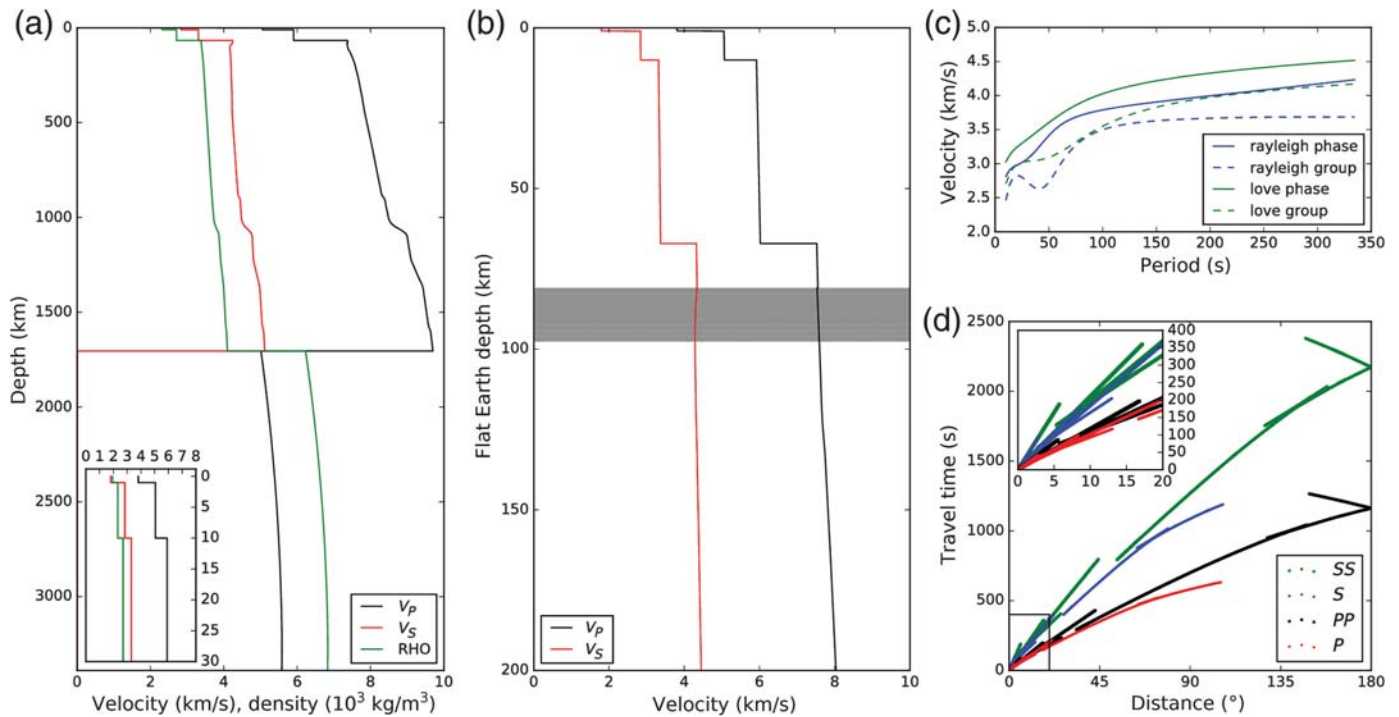 (a)
0
500
1000
1500
2000
2500
3000
Depth (km)
0 1 2 3 4 5 6 7 8
0
5
10
15
20
25
30
V_P
V_S
RHO
0 2 4 6 8 10
Velocity (km/s), density (10³ kg/m³)
(b)
0
50
100
150
200
Flat Earth depth (km)
V_P
V_S
0 2 4 6 8 10
Velocity (km/s)
(c)
5.0
4.5
4.0
3.5
3.0
2.5
2.0
Velocity (km/s)
rayleigh phase
rayleigh group
love phase
love group
0 50 100 150 200 250 300 350
Period (s)
(d)
2500
2000
1500
1000
500
0
Travel time (s)
400
350
300
250
200
150
100
50
0
0 5 10 15 20
SS
S
PP
P
0 45 90 135 180
Distance (°)